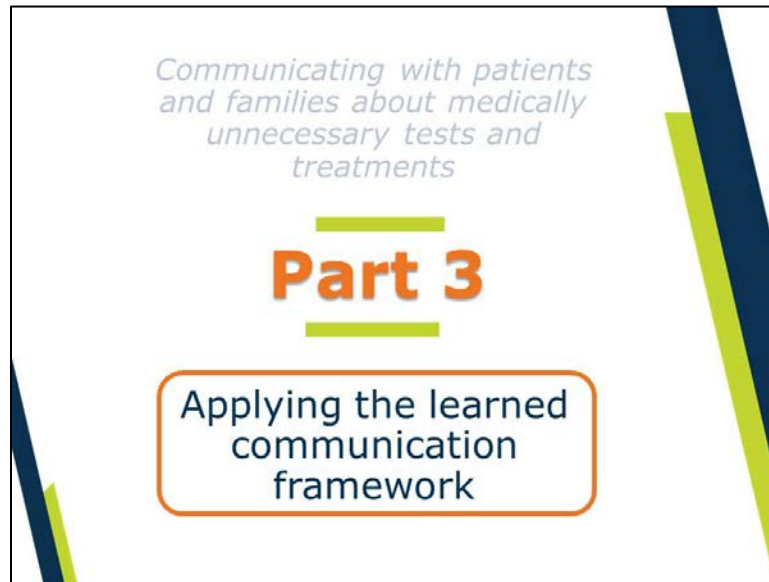 Communicating with patients
and families about medically
unnecessary tests and
treatments
Part 3
Applying the learned
communication
framework